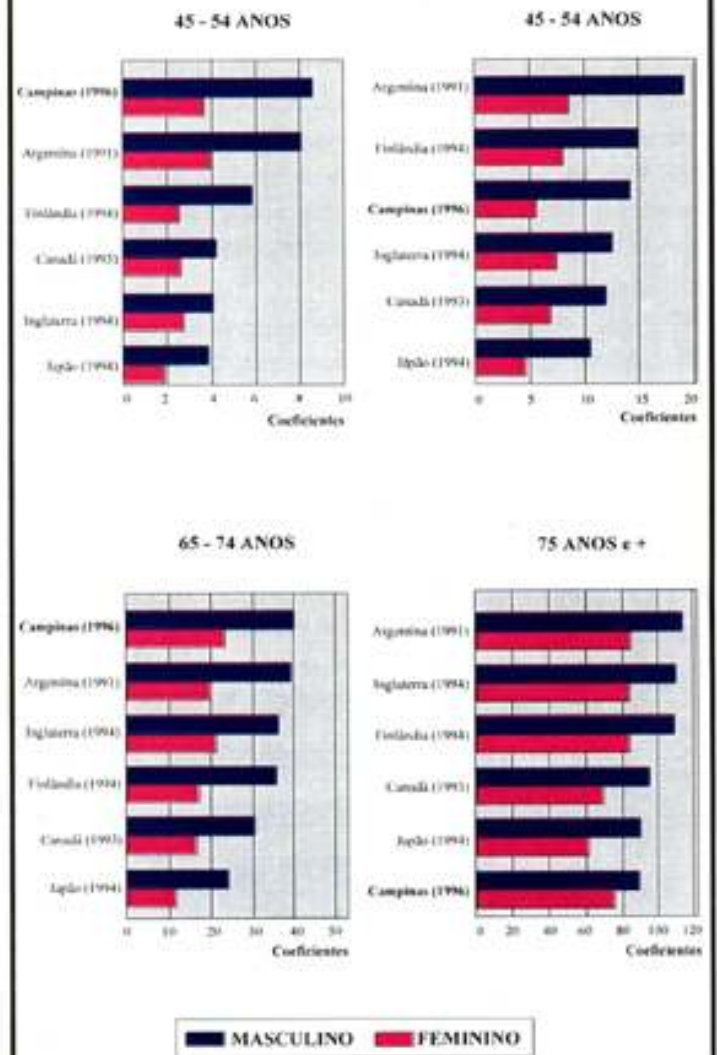 45 - 54 ANOS
Campinas (1996)
Argentina (1991)
Finlândia (1994)
Canadá (1993)
Inglaterra (1994)
Japão (1994)
0 2 4 6 8 10
Coeficientes
45 - 54 ANOS
Argentina (1991)
Finlândia (1994)
Campinas (1996)
Inglaterra (1994)
Canadá (1993)
Japão (1994)
0 5 10 15 20
Coeficientes
65 - 74 ANOS
Campinas (1996)
Argentina (1991)
Inglaterra (1994)
Finlândia (1994)
Canadá (1993)
Japão (1994)
0 10 20 30 40 50
Coeficientes
75 ANOS e +
Argentina (1991)
Inglaterra (1994)
Finlândia (1994)
Canadá (1993)
Japão (1994)
Campinas (1996)
0 20 40 60 80 100 120
Coeficientes
MASCULINO FEMININO